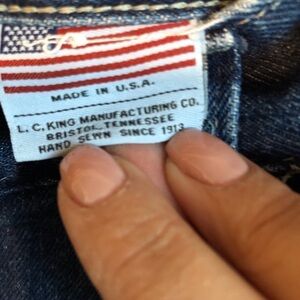 MADE IN U.S.A.
L.C. KING MANUFACTURING CO.
BRISTOL, TENNESSEE
HAND SEWN SINCE 1913